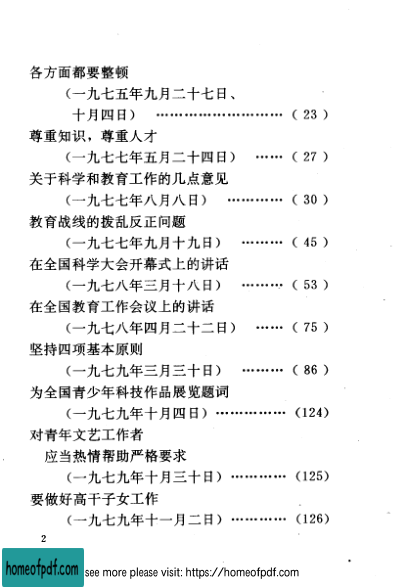 各方面都要整顿
（一九七五年九月二十七日、
十月四日） ……………………… （ 23 ）
尊重知识，尊重人才
（一九七七年五月二十四日） …… （ 27 ）
关于科学和教育工作的几点意见
（一九七七年八月八日） ………… （ 30 ）
教育战线的拨乱反正问题
（一九七七年九月十九日） ……… （ 45 ）
在全国科学大会开幕式上的讲话
（一九七八年三月十八日） ……… （ 53 ）
在全国教育工作会议上的讲话
（一九七八年四月二十二日） …… （ 75 ）
坚持四项基本原则
（一九七九年三月三十日） ……… （ 86 ）
为全国青少年科技作品展览题词
（一九七九年十月四日）…………… （124）
对青年文艺工作者
应当热情帮助严格要求
（一九七九年十月三十日）………… （125）
要做好高干子女工作
（一九七九年十一月二日）………… （126）
2
homeofpdf.com
see more please visit: https://homeofpdf.com